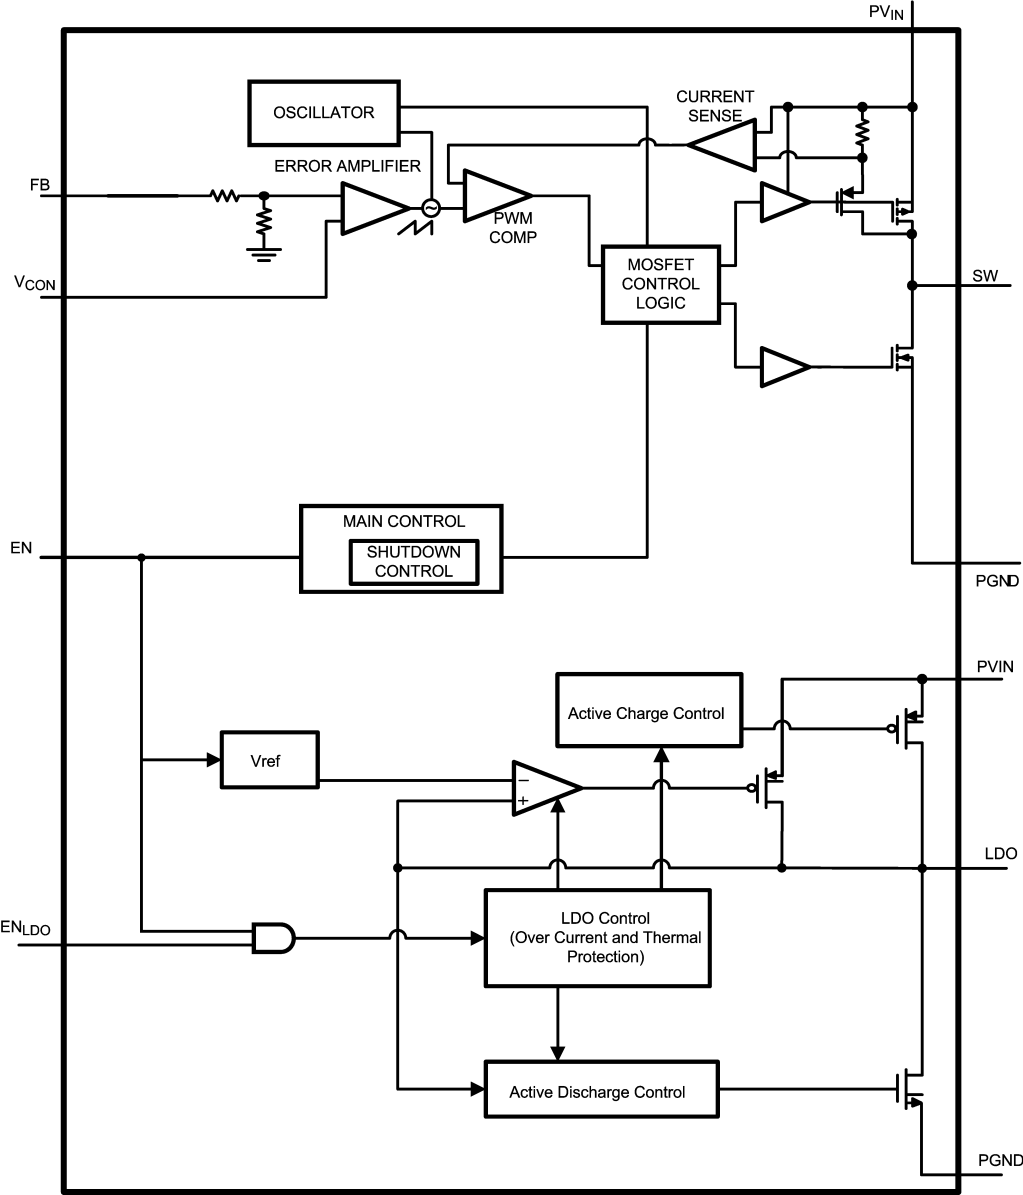 PVIN
OSCILLATOR
CURRENT
SENSE
ERROR AMPLIFIER
FB
PWM
COMP
VCON
MOSFET
CONTROL
LOGIC
SW
MAIN CONTROL
SHUTDOWN
CONTROL
EN
PGND
PVIN
Active Charge Control
Vref
−
+
LDO
LDO Control
(Over Current and Thermal
Protection)
ENLDO
Active Discharge Control
PGND